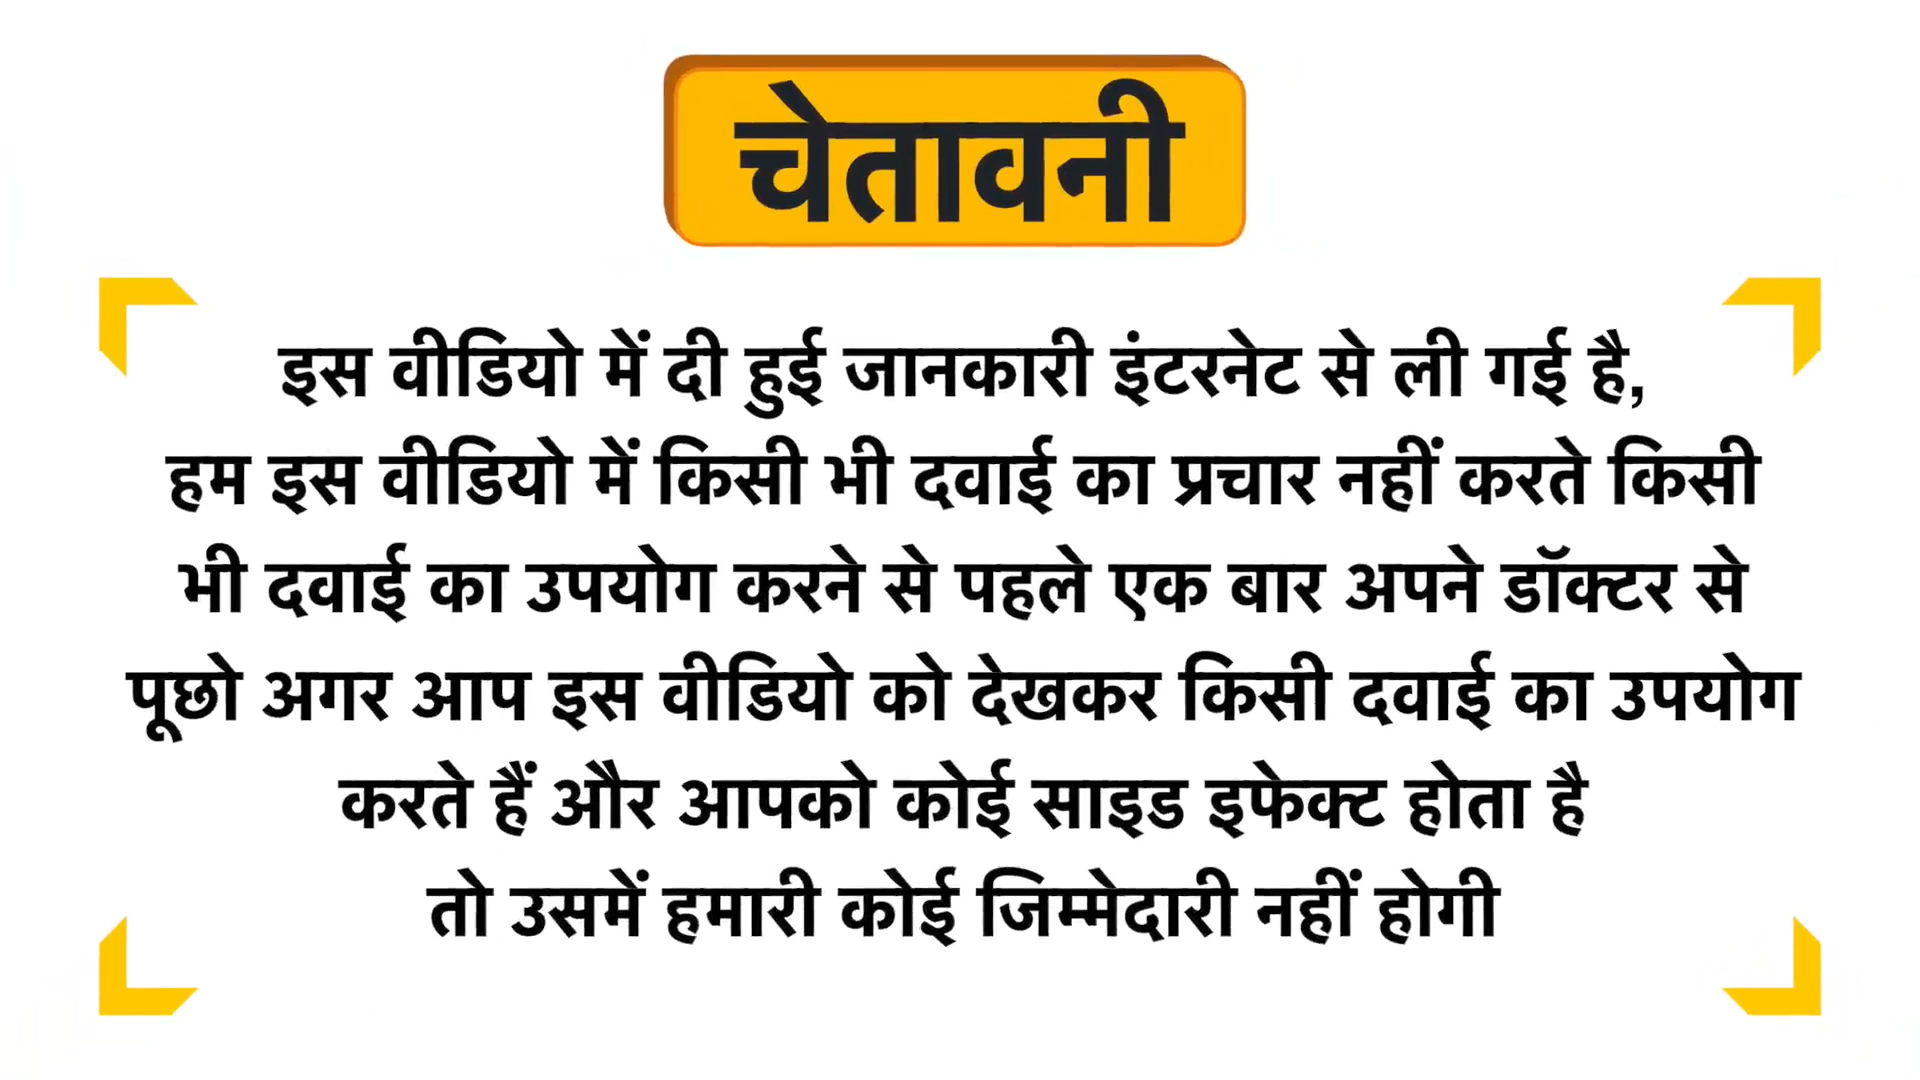 चेतावनी
इस वीडियो में दी हुई जानकारी इंटरनेट से ली गई है,
हम इस वीडियो में किसी भी दवाई का प्रचार नहीं करते किसी
भी दवाई का उपयोग करने से पहले एक बार अपने डॉक्टर से
पूछो अगर आप इस वीडियो को देखकर किसी दवाई का उपयोग
करते हैं और आपको कोई साइड इफेक्ट होता है
तो उसमें हमारी कोई जिम्मेदारी नहीं होगी